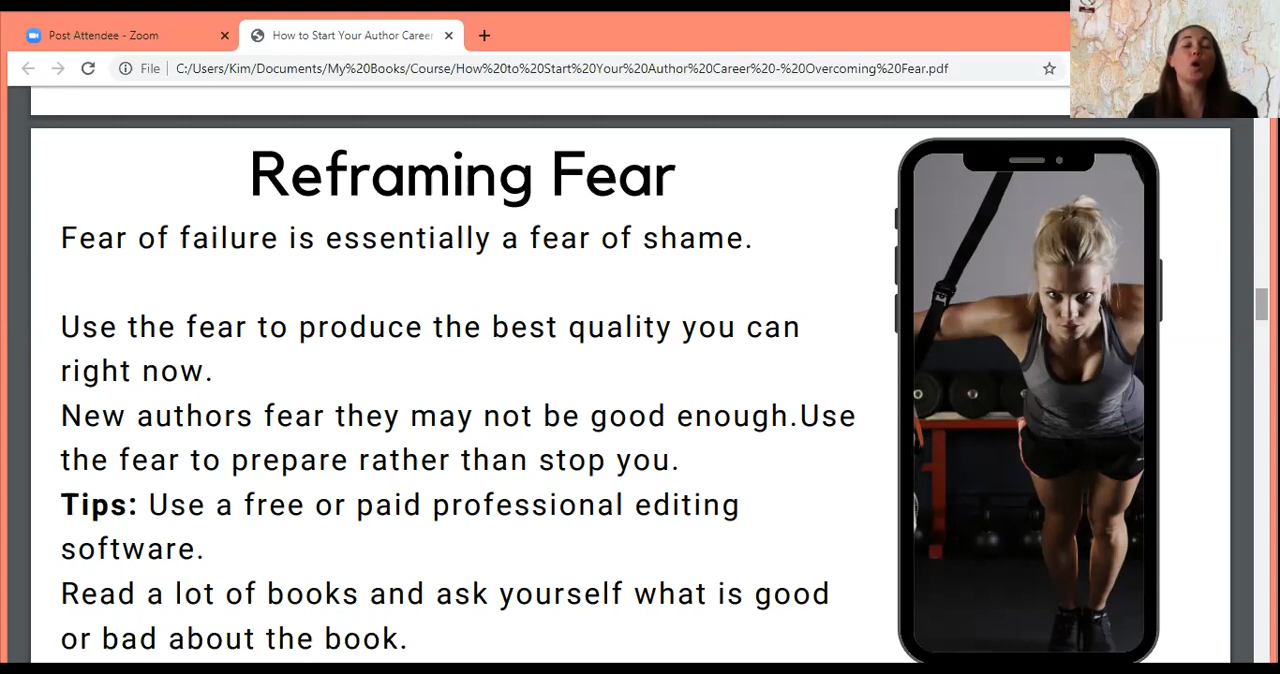 Post Attendee - Zoom
How to Start Your Author Career
File
C:/Users/Kim/Documents/My%20Books/Course/How%20to%20Start%20Your%20Author%20Career%20-%20Overcoming%20Fear.pdf
Reframing Fear
Fear of failure is essentially a fear of shame.
Use the fear to produce the best quality you can
right now.
New authors fear they may not be good enough.Use
the fear to prepare rather than stop you.
Tips: Use a free or paid professional editing
software.
Read a lot of books and ask yourself what is good
or bad about the book.